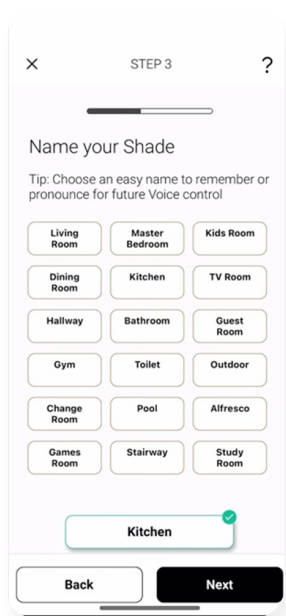 STEP 3
?
Name your Shade
Tip: Choose an easy name to remember or
pronounce for future Voice control
Living Room
Master Bedroom
Kids Room
Dining Room
Kitchen
TV Room
Hallway
Bathroom
Guest Room
Gym
Toilet
Outdoor
Change Room
Pool
Alfresco
Games Room
Stairway
Study Room
Kitchen
Back
Next